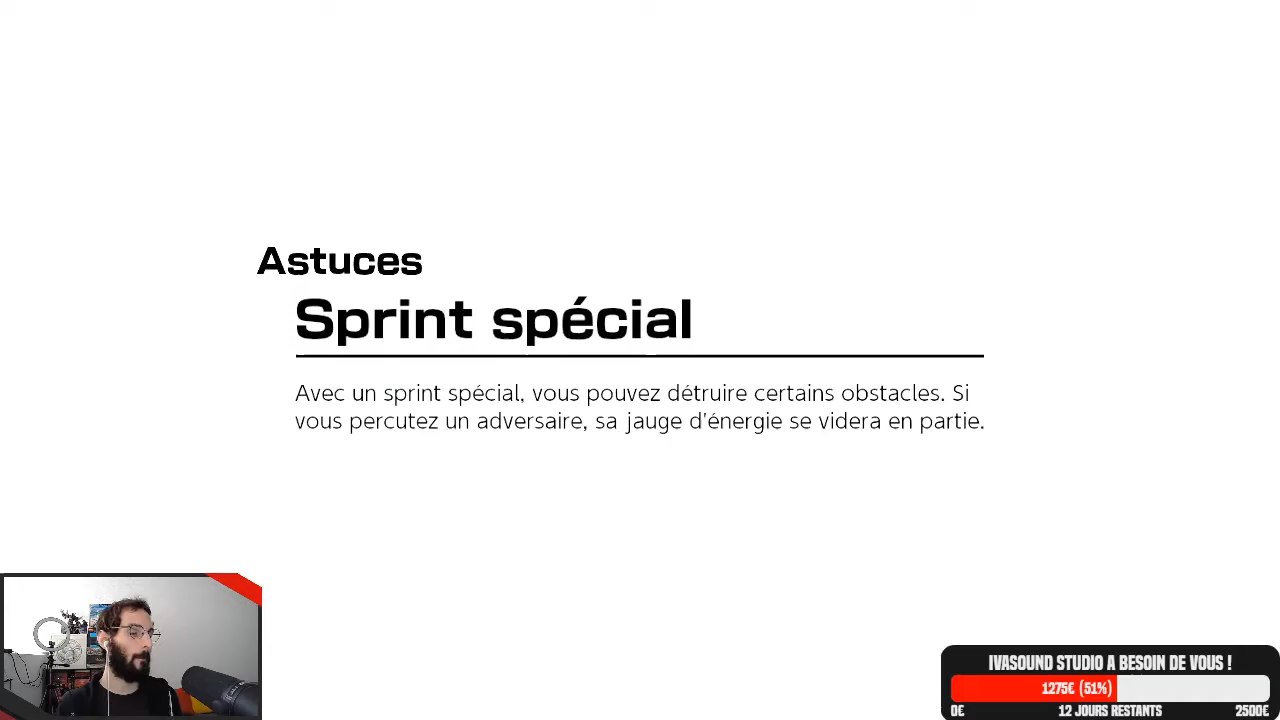 Astuces
Sprint spécial
Avec un sprint spécial, vous pouvez détruire certains obstacles. Si
vous percutez un adversaire, sa jauge d'énergie se videra en partie.
IVASOUND STUDIO A BESOIN DE VOUS !
1275€ (51%)
0€ 12 JOURS RESTANTS 2500€